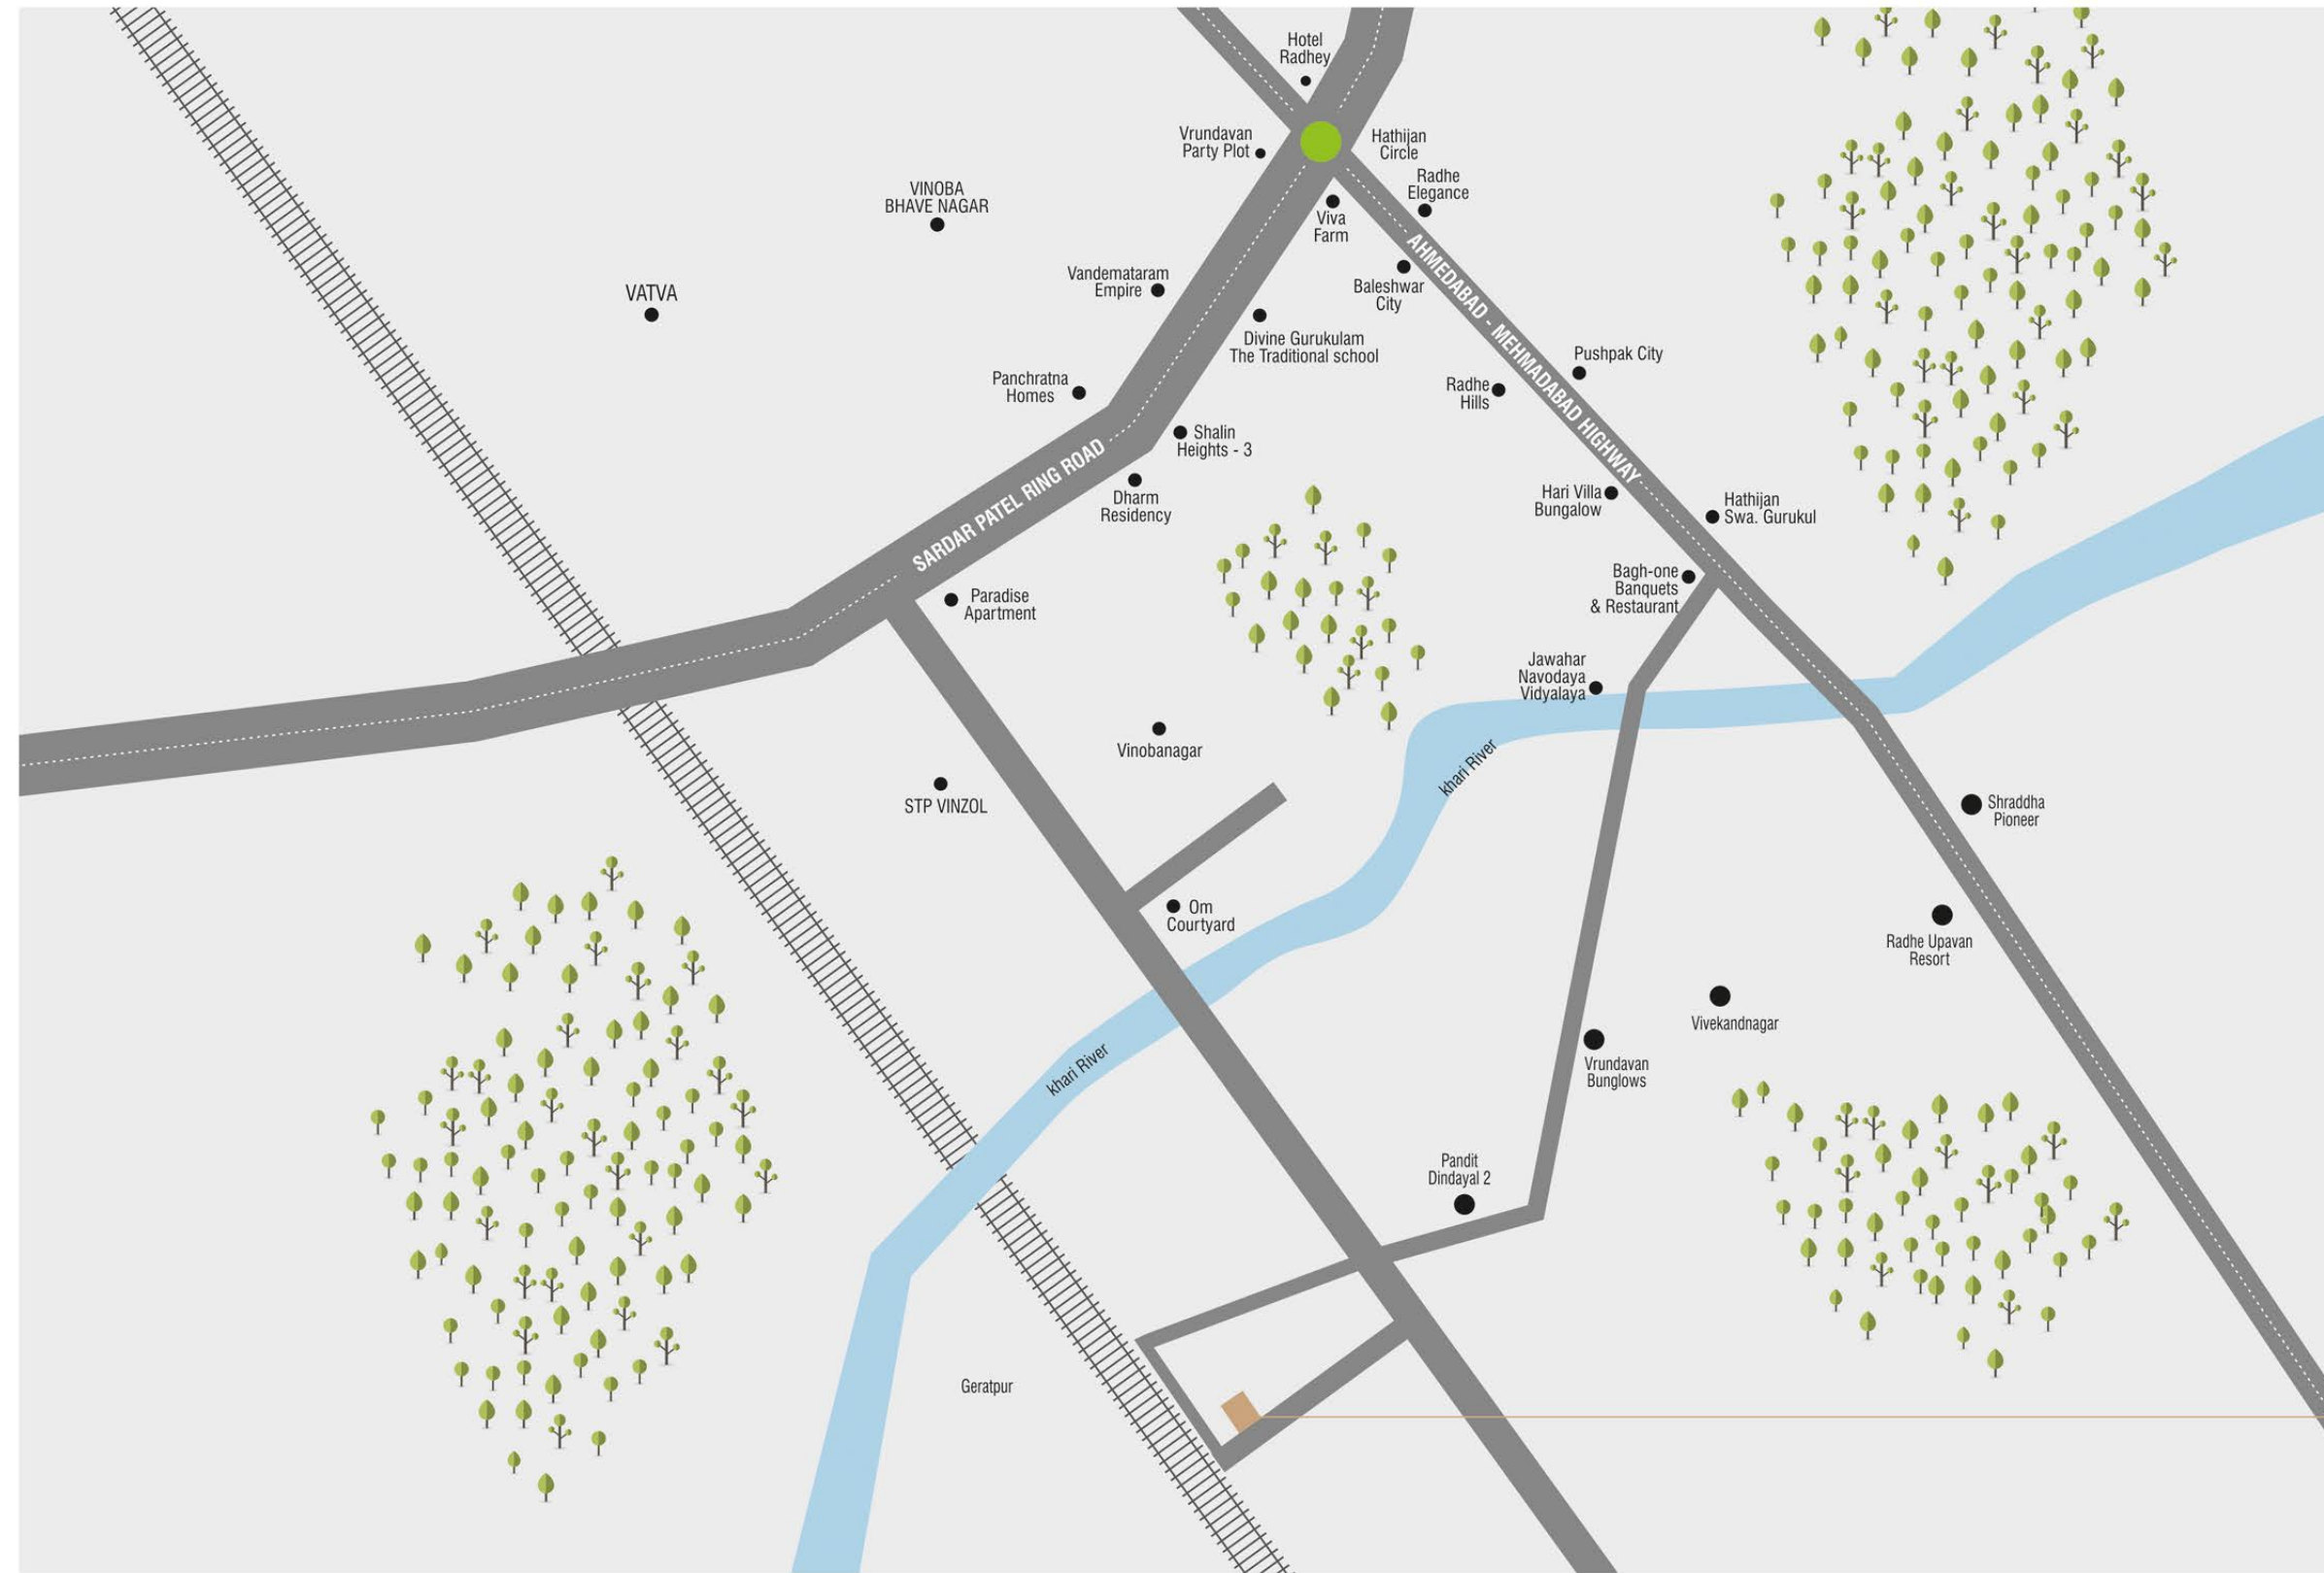 Hotel
Radhey
Vrundavan
Party Plot
Hathijan
Circle
Radhe
Elegance
VINOBA
BHAVE NAGAR
Viva
Farm
AHMEDABAD - MEHMADABAD HIGHWAY
Vandemataram
Empire
Baleshwar
City
VATVA
Divine Gurukulam
The Traditional school
Pushpak City
Panchratna
Homes
Radhe
Hills
Shalin
Heights - 3
SARDAR PATEL RING ROAD
Dharm
Residency
Hari Villa
Bungalow
Hathijan
Swa. Gurukul
Bagh-one
Banquets
& Restaurant
Paradise
Apartment
Jawahar
Navodaya
Vidyalaya
Vinobanagar
khari River
STP VINZOL
Shraddha
Pioneer
Om
Courtyard
Radhe Upavan
Resort
Vivekandnagar
khari River
Vrundavan
Bunglows
Pandit
Dindayal 2
Geratpur